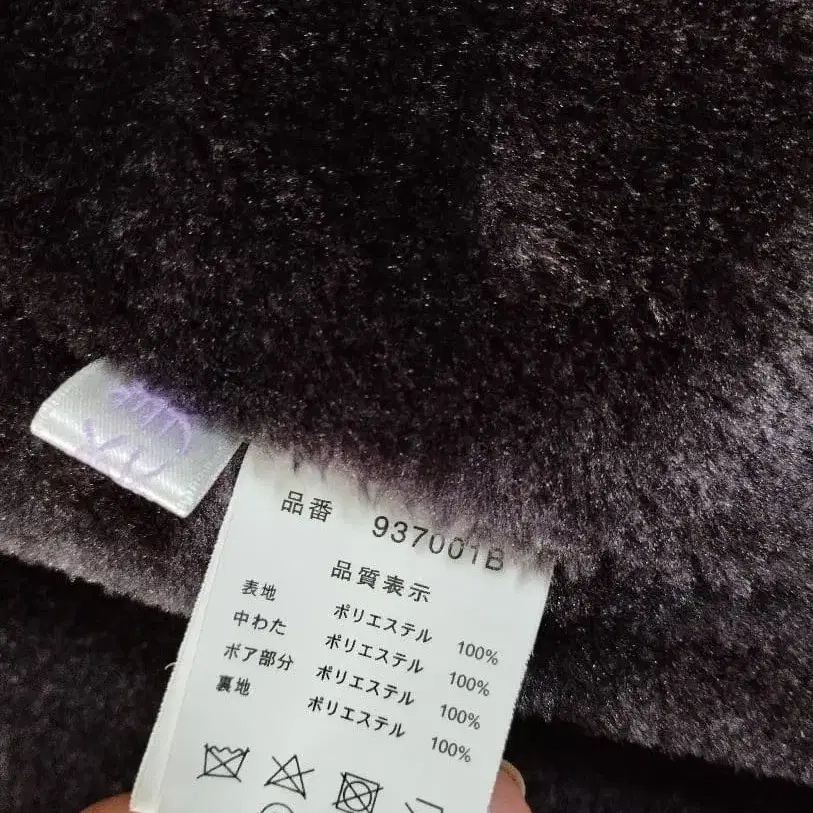 品番 937001B
品質表示
表地 ポリエステル 100%
中わた ポリエステル 100%
ボア部分 ポリエステル 100%
裏地 ポリエステル 100%